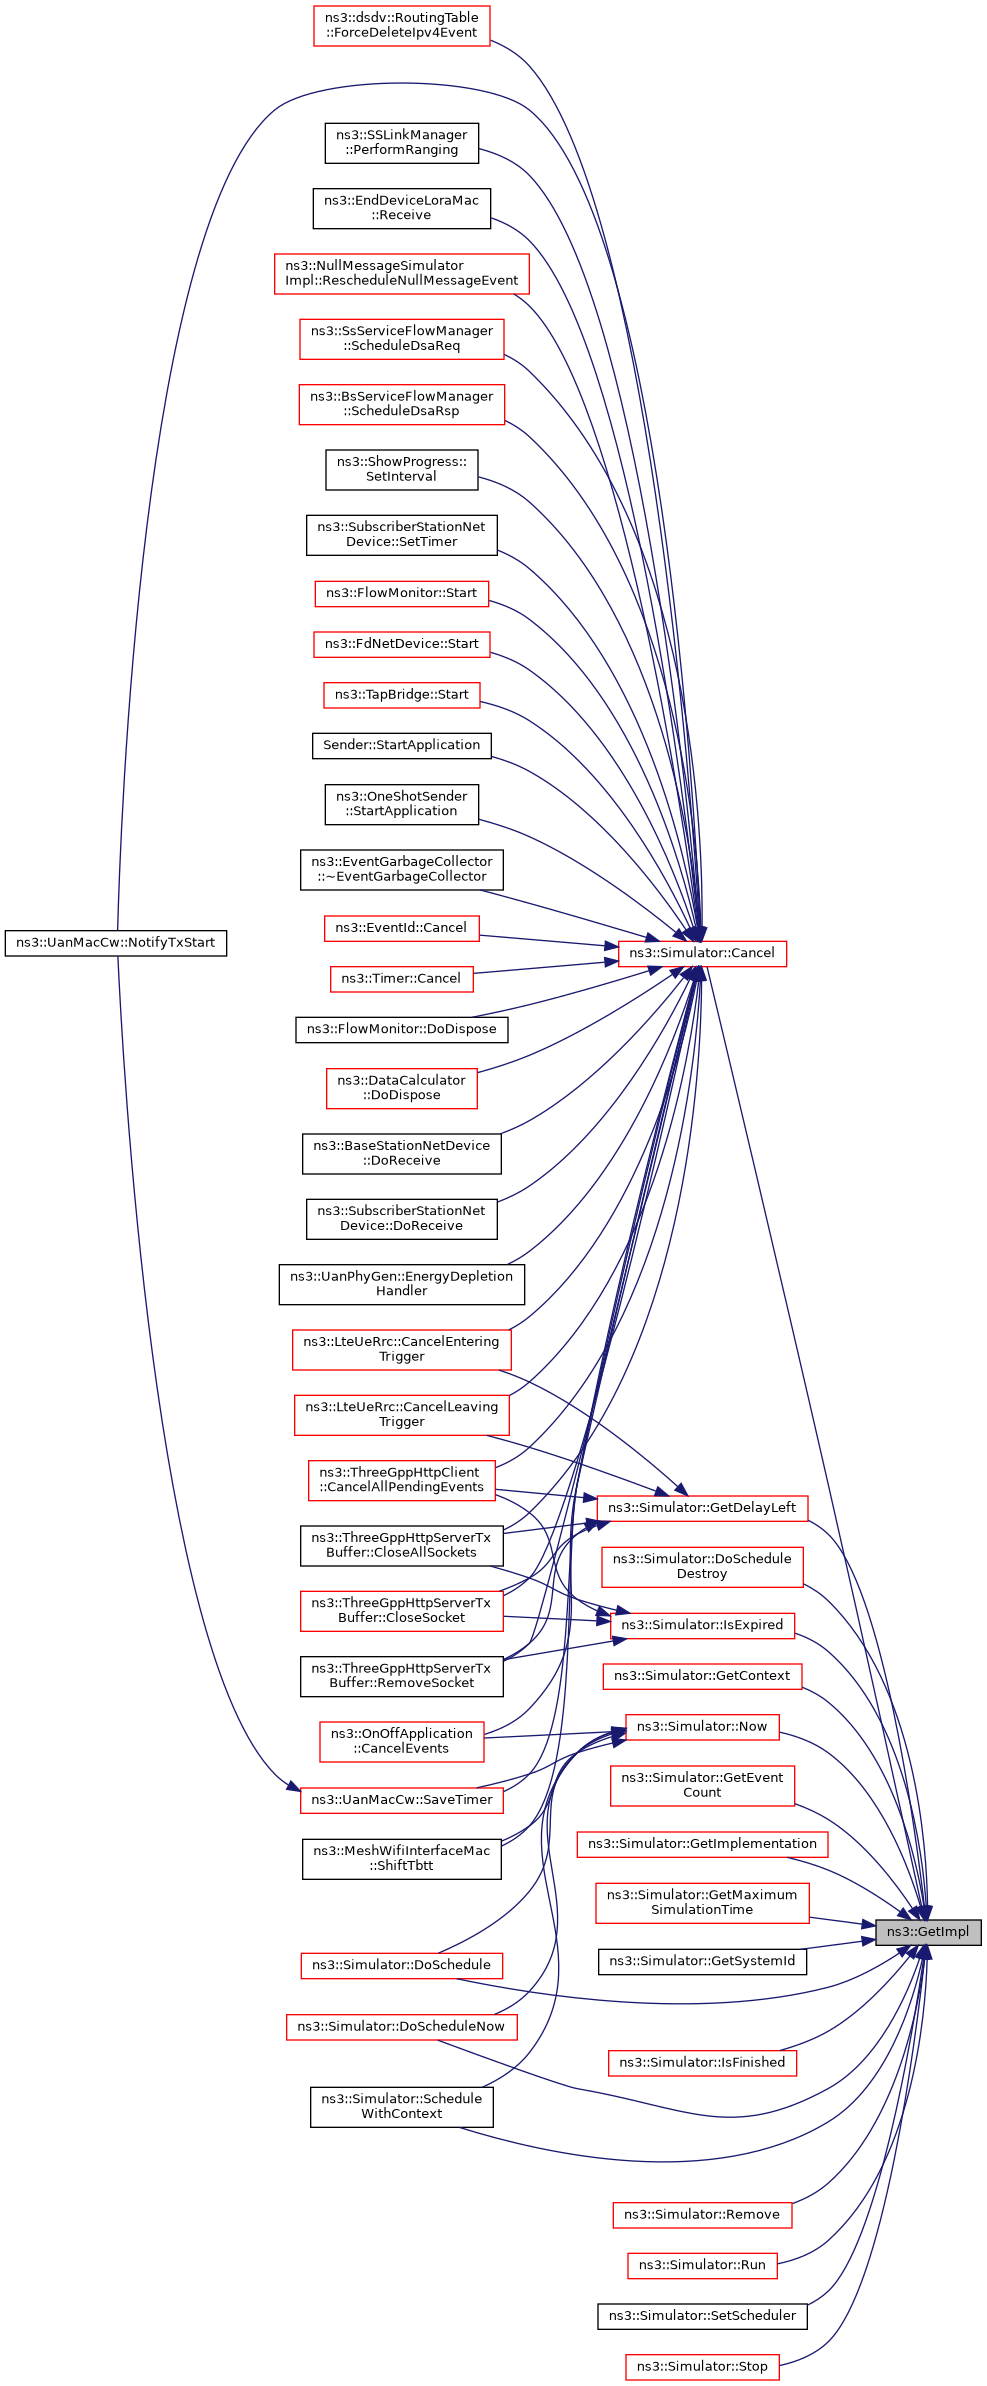 ns3::dsdv::RoutingTable
::ForceDeleteIpv4Event
ns3::SSLinkManager
::PerformRanging
ns3::EndDeviceLoraMac
::Receive
ns3::NullMessageSimulator
Impl::RescheduleNullMessageEvent
ns3::SsServiceFlowManager
::ScheduleDsaReq
ns3::BsServiceFlowManager
::ScheduleDsaRsp
ns3::ShowProgress::
SetInterval
ns3::SubscriberStationNet
Device::SetTimer
ns3::FlowMonitor::Start
ns3::FdNetDevice::Start
ns3::TapBridge::Start
Sender::StartApplication
ns3::OneShotSender
::StartApplication
ns3::EventGarbageCollector
::~EventGarbageCollector
ns3::EventId::Cancel
ns3::UanMacCw::NotifyTxStart
ns3::Simulator::Cancel
ns3::Timer::Cancel
ns3::FlowMonitor::DoDispose
ns3::DataCalculator
::DoDispose
ns3::BaseStationNetDevice
::DoReceive
ns3::SubscriberStationNet
Device::DoReceive
ns3::UanPhyGen::EnergyDepletion
Handler
ns3::LteUeRrc::CancelEntering
Trigger
ns3::LteUeRrc::CancelLeaving
Trigger
ns3::ThreeGppHttpClient
::CancelAllPendingEvents
ns3::Simulator::GetDelayLeft
ns3::ThreeGppHttpServerTx
Buffer::CloseAllSockets
ns3::Simulator::DoSchedule
Destroy
ns3::ThreeGppHttpServerTx
Buffer::CloseSocket
ns3::Simulator::IsExpired
ns3::ThreeGppHttpServerTx
Buffer::RemoveSocket
ns3::Simulator::GetContext
ns3::OnOffApplication
::CancelEvents
ns3::Simulator::Now
ns3::Simulator::GetEvent
Count
ns3::UanMacCw::SaveTimer
ns3::Simulator::GetImplementation
ns3::MeshWifiInterfaceMac
::ShiftTbtt
ns3::Simulator::GetMaximum
SimulationTime
ns3::GetImpl
ns3::Simulator::GetSystemId
ns3::Simulator::DoSchedule
ns3::Simulator::DoScheduleNow
ns3::Simulator::IsFinished
ns3::Simulator::Schedule
WithContext
ns3::Simulator::Remove
ns3::Simulator::Run
ns3::Simulator::SetScheduler
ns3::Simulator::Stop